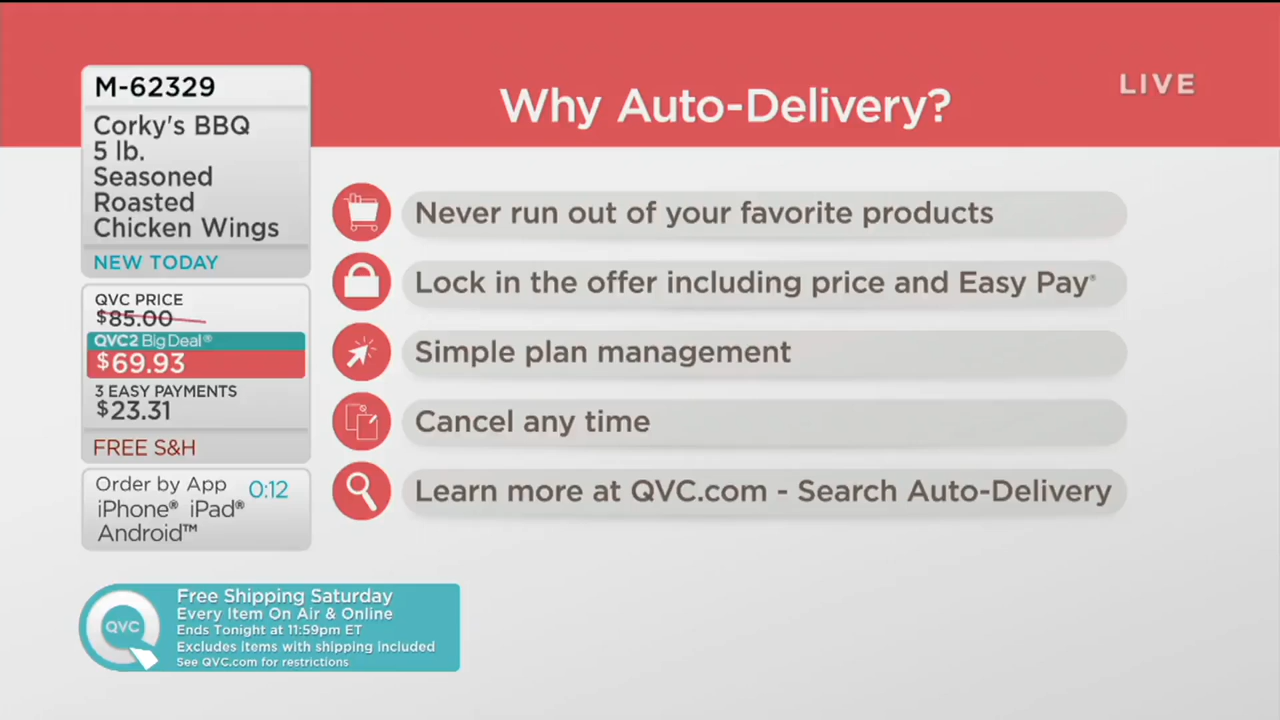 M-62329
Corky's BBQ
5 lb.
Seasoned
Roasted
Chicken Wings
NEW TODAY
QVC PRICE
$85.00
QVC2 Big Deal®
$69.93
3 EASY PAYMENTS
$23.31
FREE S&H
Order by App 0:12
iPhone® iPad®
Android™
Why Auto-Delivery?
LIVE
Never run out of your favorite products
Lock in the offer including price and Easy Pay®
Simple plan management
Cancel any time
Learn more at QVC.com - Search Auto-Delivery
QVC
Free Shipping Saturday
Every Item On Air & Online
Ends Tonight at 11:59pm ET
Excludes items with shipping included
See QVC.com for restrictions